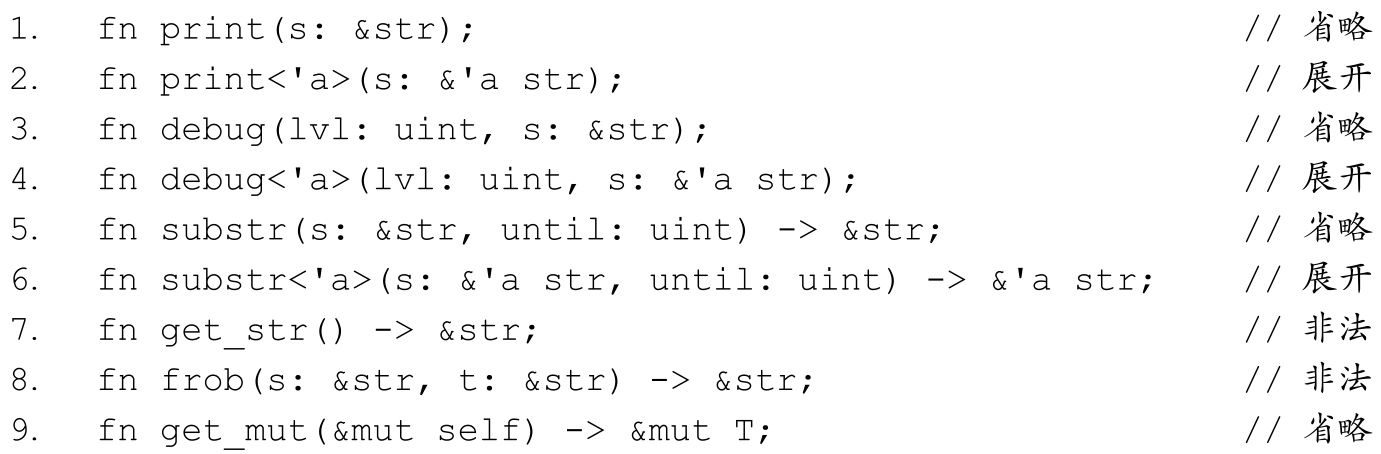 1. fn print(s: &str); // 省略
2. fn print<'a>(s: &'a str); // 展开
3. fn debug(lvl: uint, s: &str); // 省略
4. fn debug<'a>(lvl: uint, s: &'a str); // 展开
5. fn substr(s: &str, until: uint) -> &str; // 省略
6. fn substr<'a>(s: &'a str, until: uint) -> &'a str; // 展开
7. fn get_str() -> &str; // 非法
8. fn frob(s: &str, t: &str) -> &str; // 非法
9. fn get_mut(&mut self) -> &mut T; // 省略